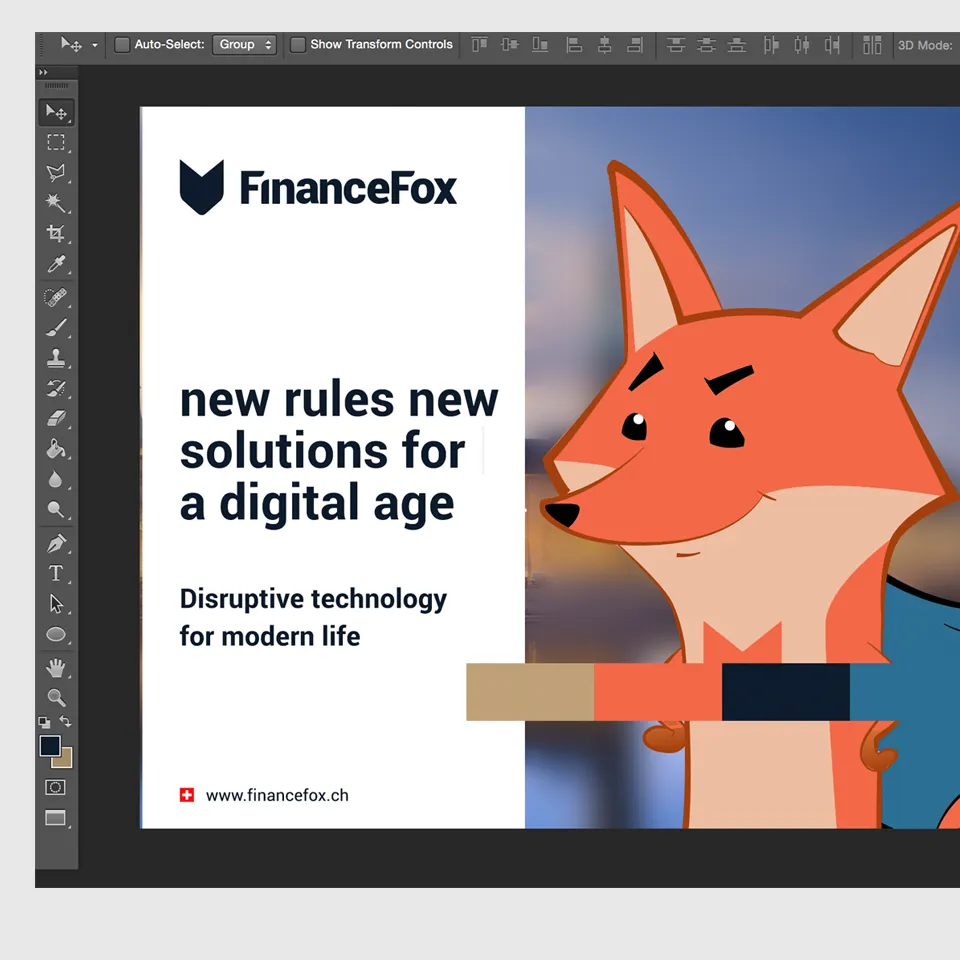 Auto-Select: Group Show Transform Controls 3D Mode:
FinanceFox
new rules new
solutions for
a digital age
Disruptive technology
for modern life
www.financefox.ch